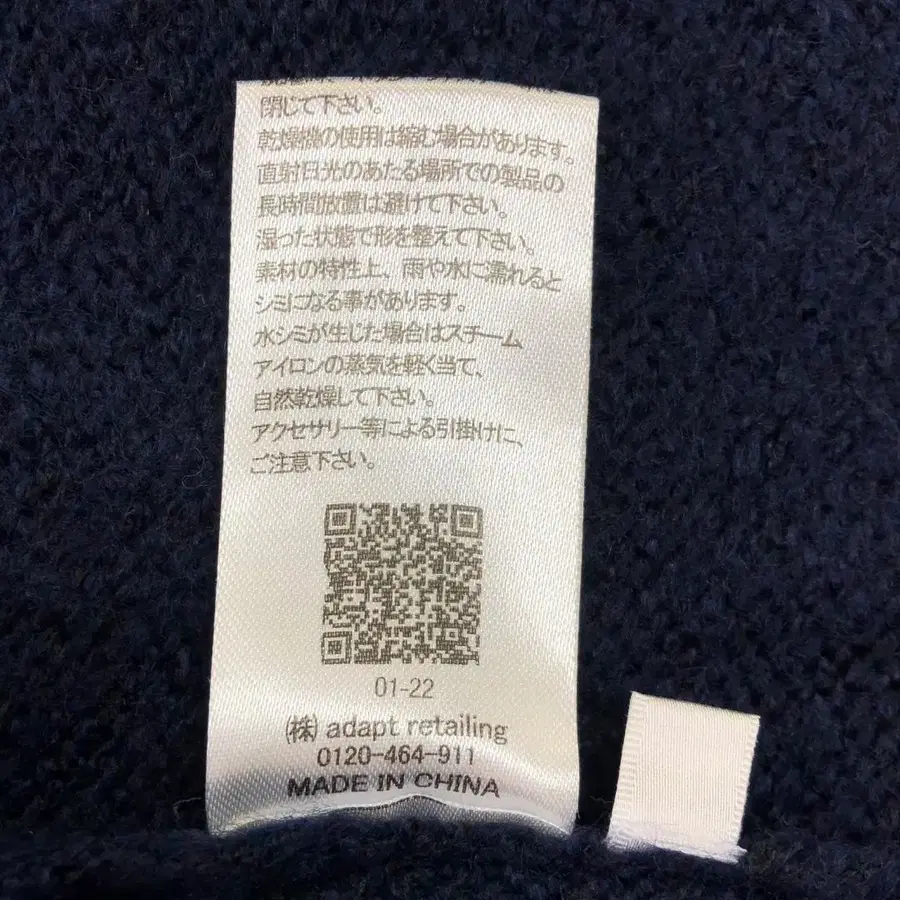 閉じて下さい。
乾燥機の使用は縮む場合があります。
直射日光のあたる場所での製品の
長時間放置は避けて下さい。
湿った状態で形を整えて下さい。
素材の特性上、雨や水に濡れると
シミになる事があります。
水シミが生じた場合はスチーム
アイロンの蒸気を軽く当て、
自然乾燥して下さい。
アクセサリー等による引掛けに、
ご注意下さい。
01-22
(株) adapt retailing
0120-464-911
MADE IN CHINA